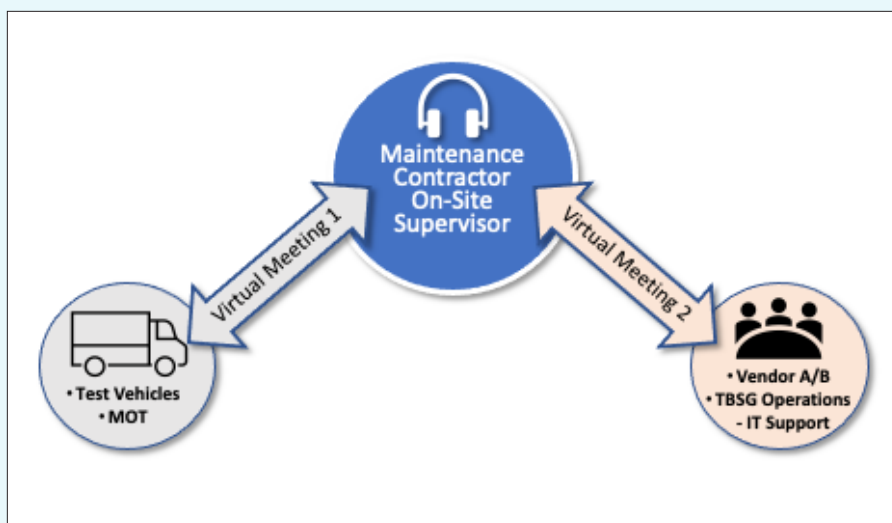 Maintenance
Contractor
On-Site
Supervisor
Virtual Meeting 1
Virtual Meeting 2
• Test Vehicles
• MOT
• Vendor A/B
• TBSG Operations
- IT Support